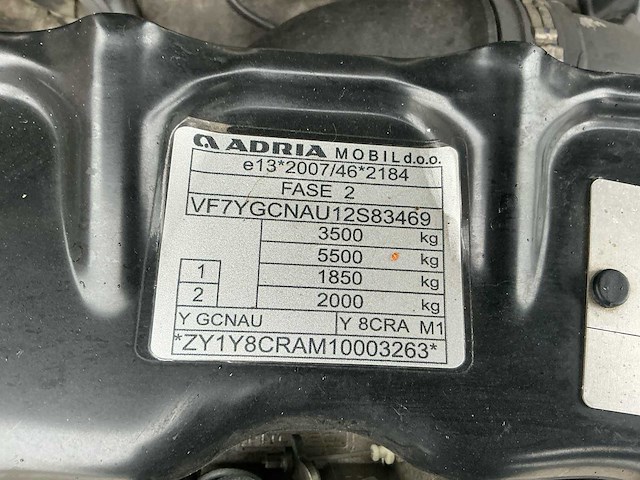 ADRIA MOBIL d.o.o.
e13*2007/46*2184
FASE 2
VF7YGCNAU12S83469
3500 kg
5500 kg
1 1850 kg
2 2000 kg
Y GCNAU Y 8CRA M1
*ZY1Y8CRAM10003263*